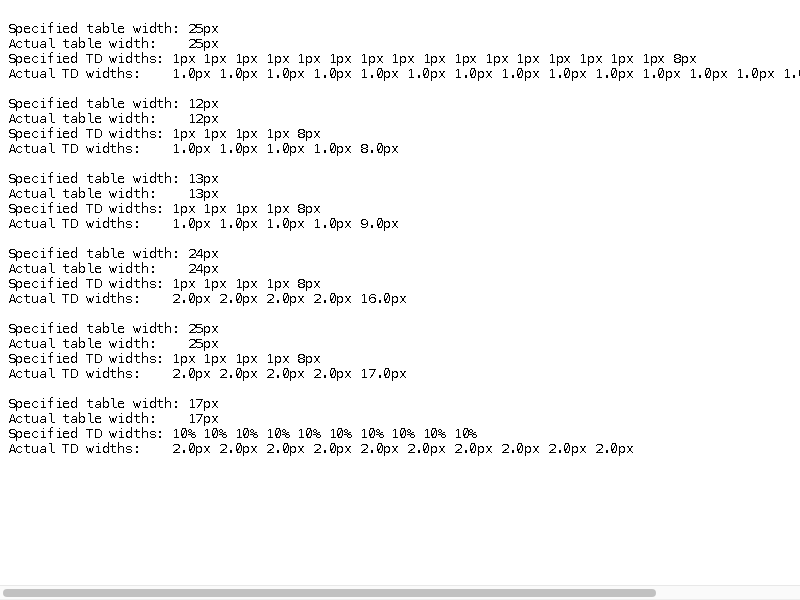 Specified table width: 25px
Actual table width:    25px
Specified TD widths: 1px 1px 1px 1px 1px 1px 1px 1px 1px 1px 1px 1px 1px 1px 1px 1px 8px
Actual TD widths:    1.0px 1.0px 1.0px 1.0px 1.0px 1.0px 1.0px 1.0px 1.0px 1.0px 1.0px 1.0px 1.0px 1.
Specified table width: 12px
Actual table width:    12px
Specified TD widths: 1px 1px 1px 1px 8px
Actual TD widths:    1.0px 1.0px 1.0px 1.0px 8.0px
Specified table width: 13px
Actual table width:    13px
Specified TD widths: 1px 1px 1px 1px 8px
Actual TD widths:    1.0px 1.0px 1.0px 1.0px 9.0px
Specified table width: 24px
Actual table width:    24px
Specified TD widths: 1px 1px 1px 1px 8px
Actual TD widths:    2.0px 2.0px 2.0px 2.0px 16.0px
Specified table width: 25px
Actual table width:    25px
Specified TD widths: 1px 1px 1px 1px 8px
Actual TD widths:    2.0px 2.0px 2.0px 2.0px 17.0px
Specified table width: 17px
Actual table width:    17px
Specified TD widths: 10% 10% 10% 10% 10% 10% 10% 10% 10% 10%
Actual TD widths:    2.0px 2.0px 2.0px 2.0px 2.0px 2.0px 2.0px 2.0px 2.0px 2.0px